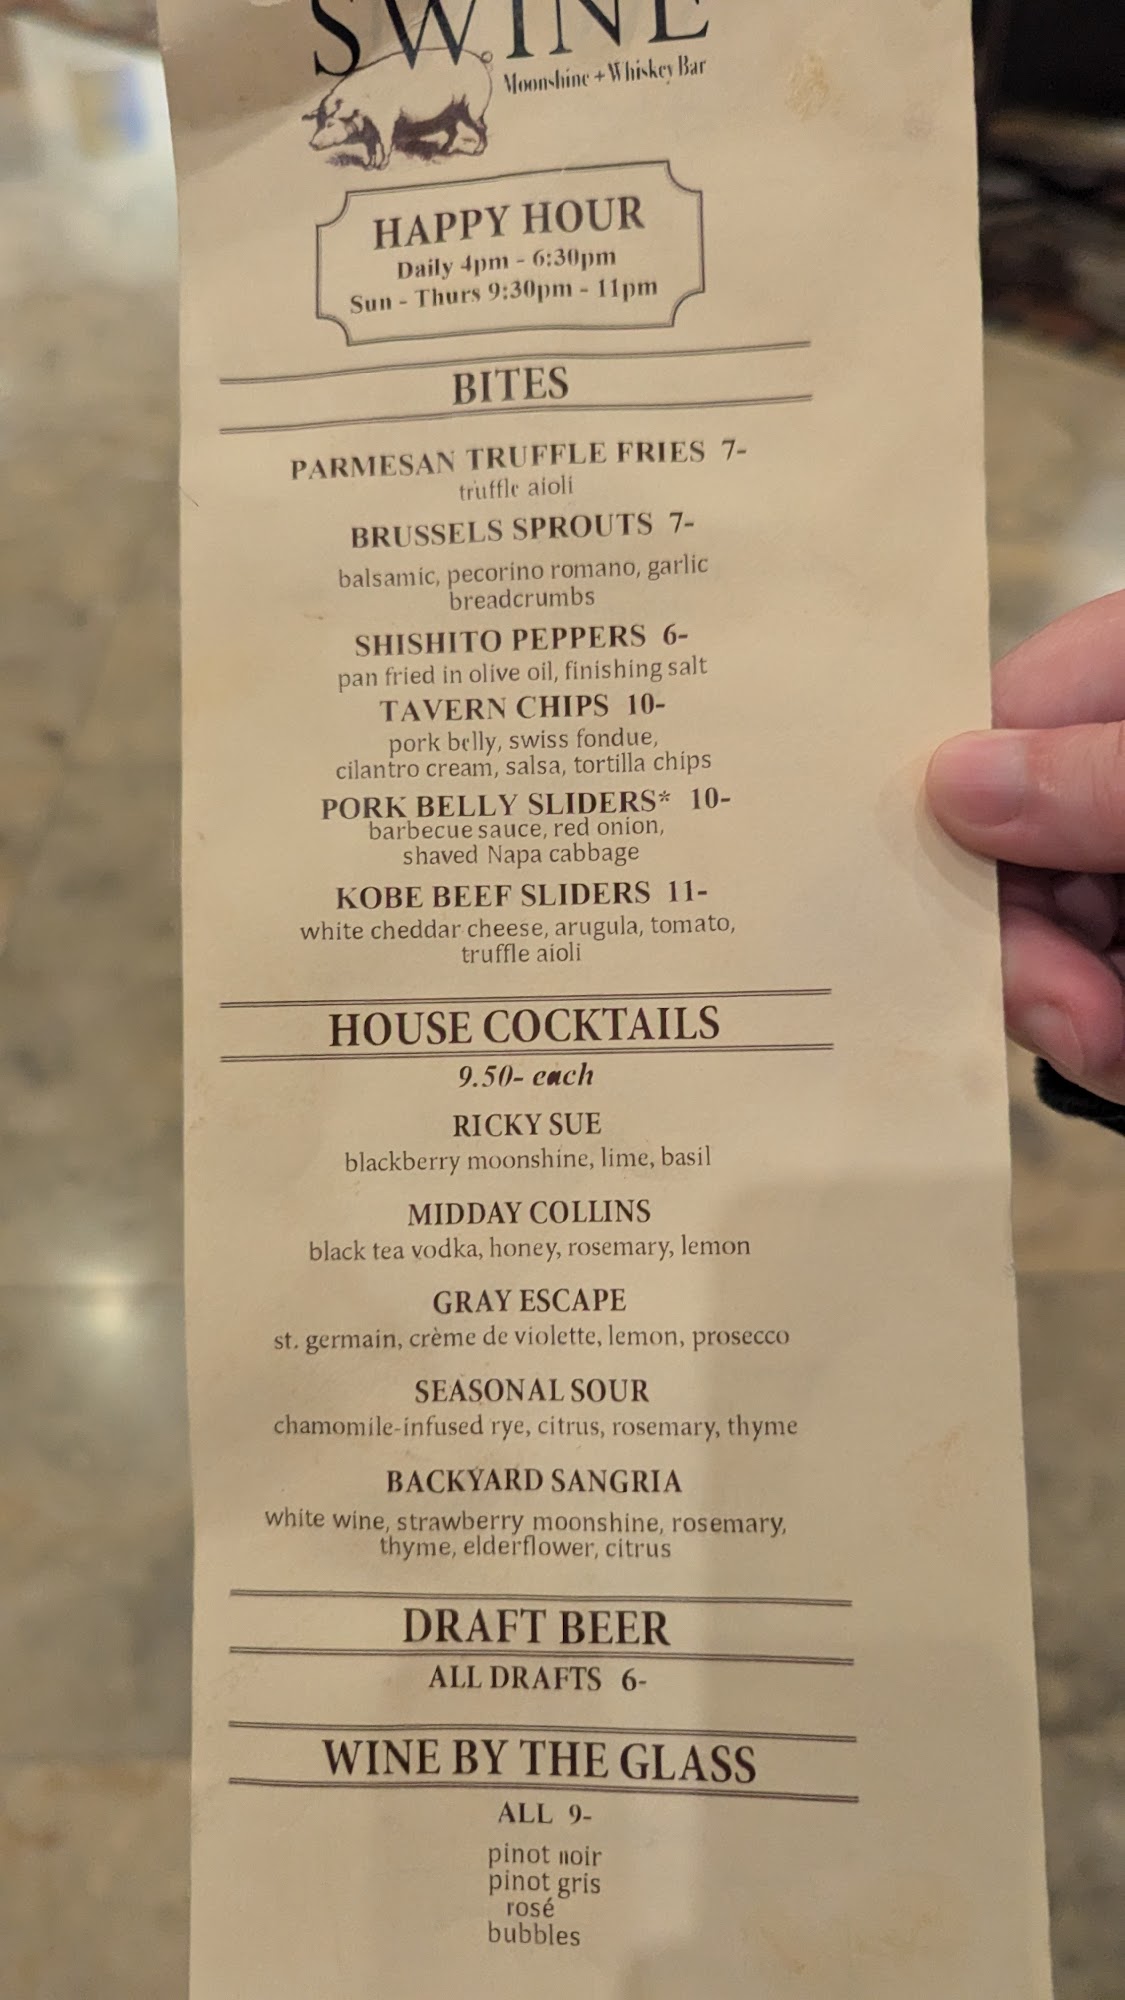 SWINE
Moonshine + Whiskey Bar
HAPPY HOUR
Daily 4pm - 6:30pm
Sun - Thurs 9:30pm - 11pm
BITES
PARMESAN TRUFFLE FRIES 7-
truffle aioli
BRUSSELS SPROUTS 7-
balsamic, pecorino romano, garlic
breadcrumbs
SHISHITO PEPPERS 6-
pan fried in olive oil, finishing salt
TAVERN CHIPS 10-
pork belly, swiss fondue,
cilantro cream, salsa, tortilla chips
PORK BELLY SLIDERS* 10-
barbecue sauce, red onion,
shaved Napa cabbage
KOBE BEEF SLIDERS 11-
white cheddar cheese, arugula, tomato,
truffle aioli
HOUSE COCKTAILS
9.50- each
RICKY SUE
blackberry moonshine, lime, basil
MIDDAY COLLINS
black tea vodka, honey, rosemary, lemon
GRAY ESCAPE
st. germain, crème de violette, lemon, prosecco
SEASONAL SOUR
chamomile-infused rye, citrus, rosemary, thyme
BACKYARD SANGRIA
white wine, strawberry moonshine, rosemary,
thyme, elderflower, citrus
DRAFT BEER
ALL DRAFTS 6-
WINE BY THE GLASS
ALL 9-
pinot noir
pinot gris
rosé
bubbles